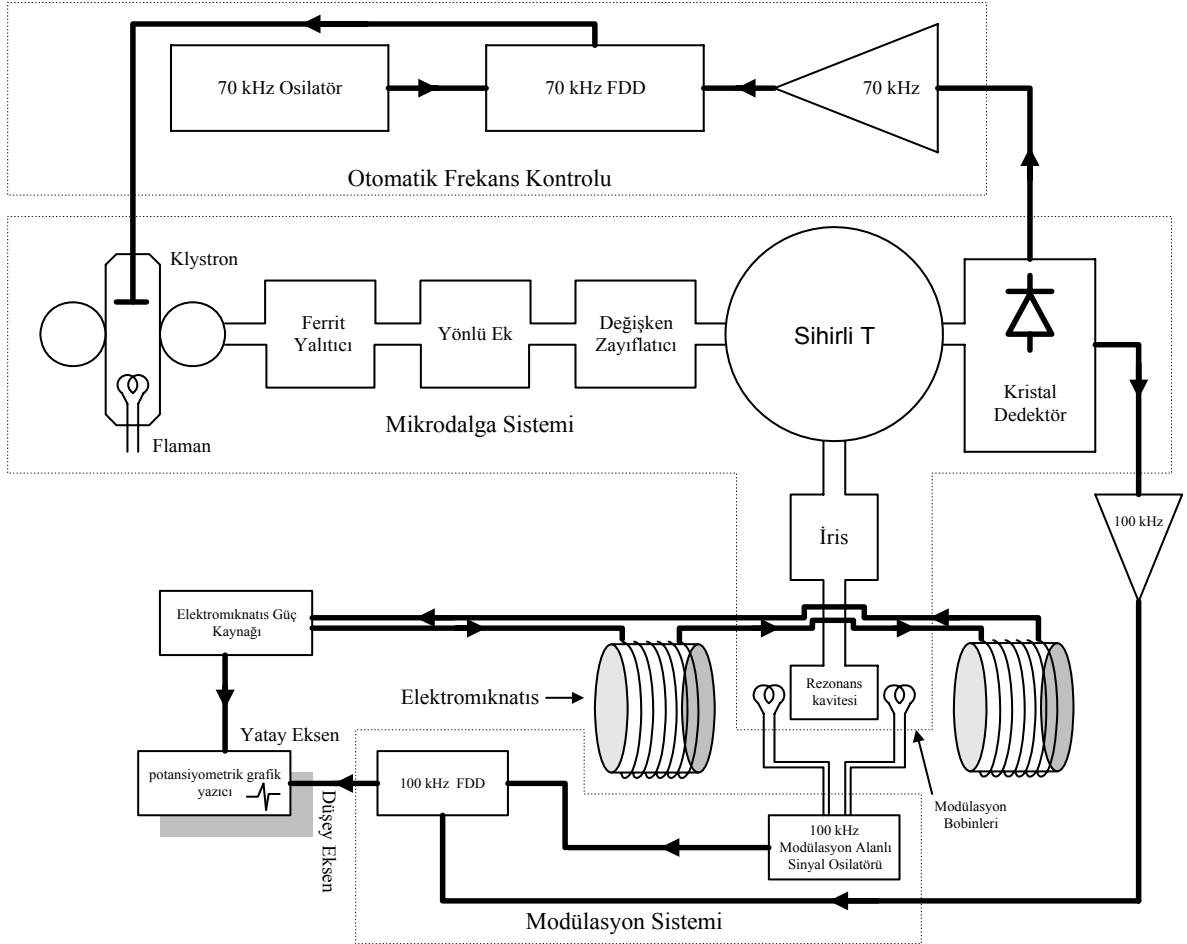 70 kHz Osilatör
70 kHz FDD
70 kHz
Otomatik Frekans Kontrolu
Klystron
Ferrit
Yalıtıcı
Yönlü Ek
Değişken
Zayıflatıcı
Sihirli T
Kristal
Dedektör
Flaman
Mikrodalga Sistemi
100 kHz
İris
Elektromıknatıs Güç
Kaynağı
Elektromıknatıs
Rezonans
kavitesi
Yatay Eksen
potansiyometrik grafik
yazıcı
Düşey Eksen
100 kHz FDD
100 kHz
Modülasyon Alanlı
Sinyal Osilatörü
Modülasyon
Bobinleri
Modülasyon Sistemi